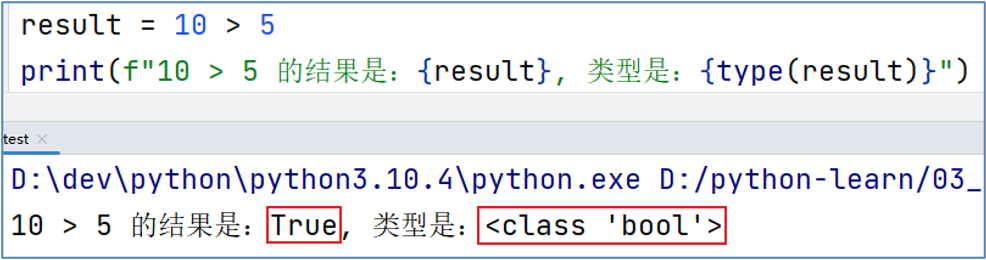 result = 10 > 5
print(f"10 > 5 的结果是：{result}, 类型是：{type(result)}")
test ×
D:\dev\python\python3.10.4\python.exe D:/python-learn/03_
10 > 5 的结果是：True, 类型是：<class 'bool'>